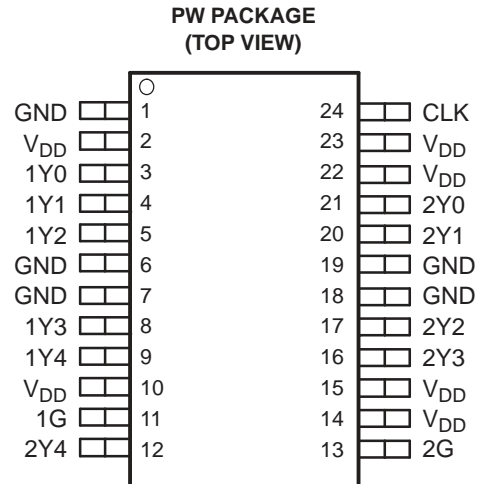 PW PACKAGE
(TOP VIEW)
GND 1 24 CLK
VDD 2 23 VDD
1Y0 3 22 VDD
1Y1 4 21 2Y0
1Y2 5 20 2Y1
GND 6 19 GND
GND 7 18 GND
1Y3 8 17 2Y2
1Y4 9 16 2Y3
VDD 10 15 VDD
1G 11 14 VDD
2Y4 12 13 2G